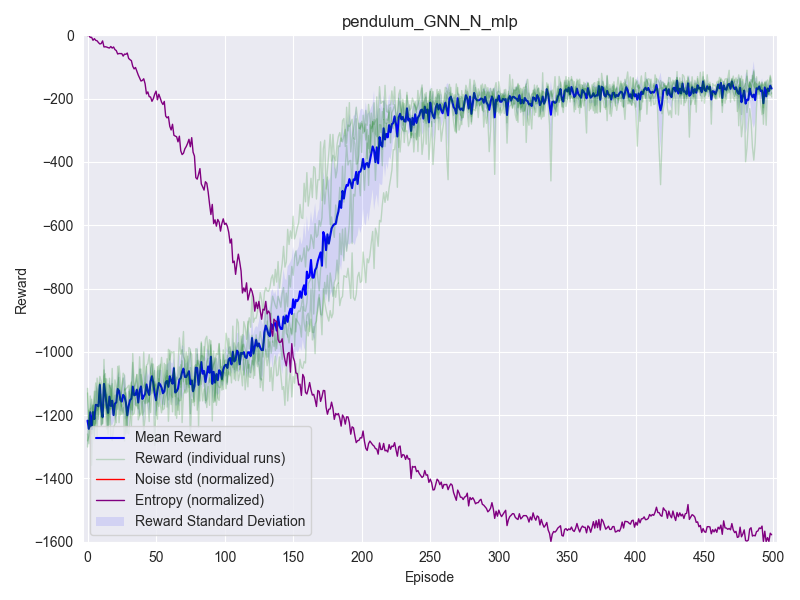 pendulum_GNN_N_mlp
Reward
0
−200
−400
−600
−800
−1000
−1200
−1400
−1600
Mean Reward
Reward (individual runs)
Noise std (normalized)
Entropy (normalized)
Reward Standard Deviation
0 50 100 150 200 250 300 350 400 450 500
Episode